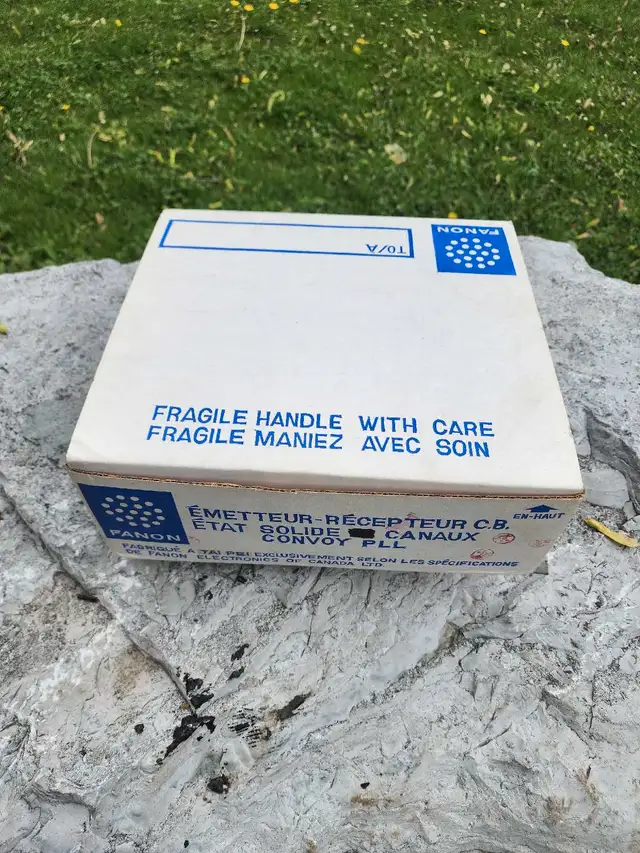 TO/A
FANON
FRAGILE HANDLE WITH CARE
FRAGILE MANIEZ AVEC SOIN
FANON
ÉMETTEUR-RÉCEPTEUR C.B.
ÉTAT SOLIDE CANAUX
CONVOY PLL
EN-HAUT
FABRIQUÉ A TAI PEI EXCLUSIVEMENT SELON LES SPÉCIFICATIONS
DE FANON ELECTRONICS OF CANADA LTD